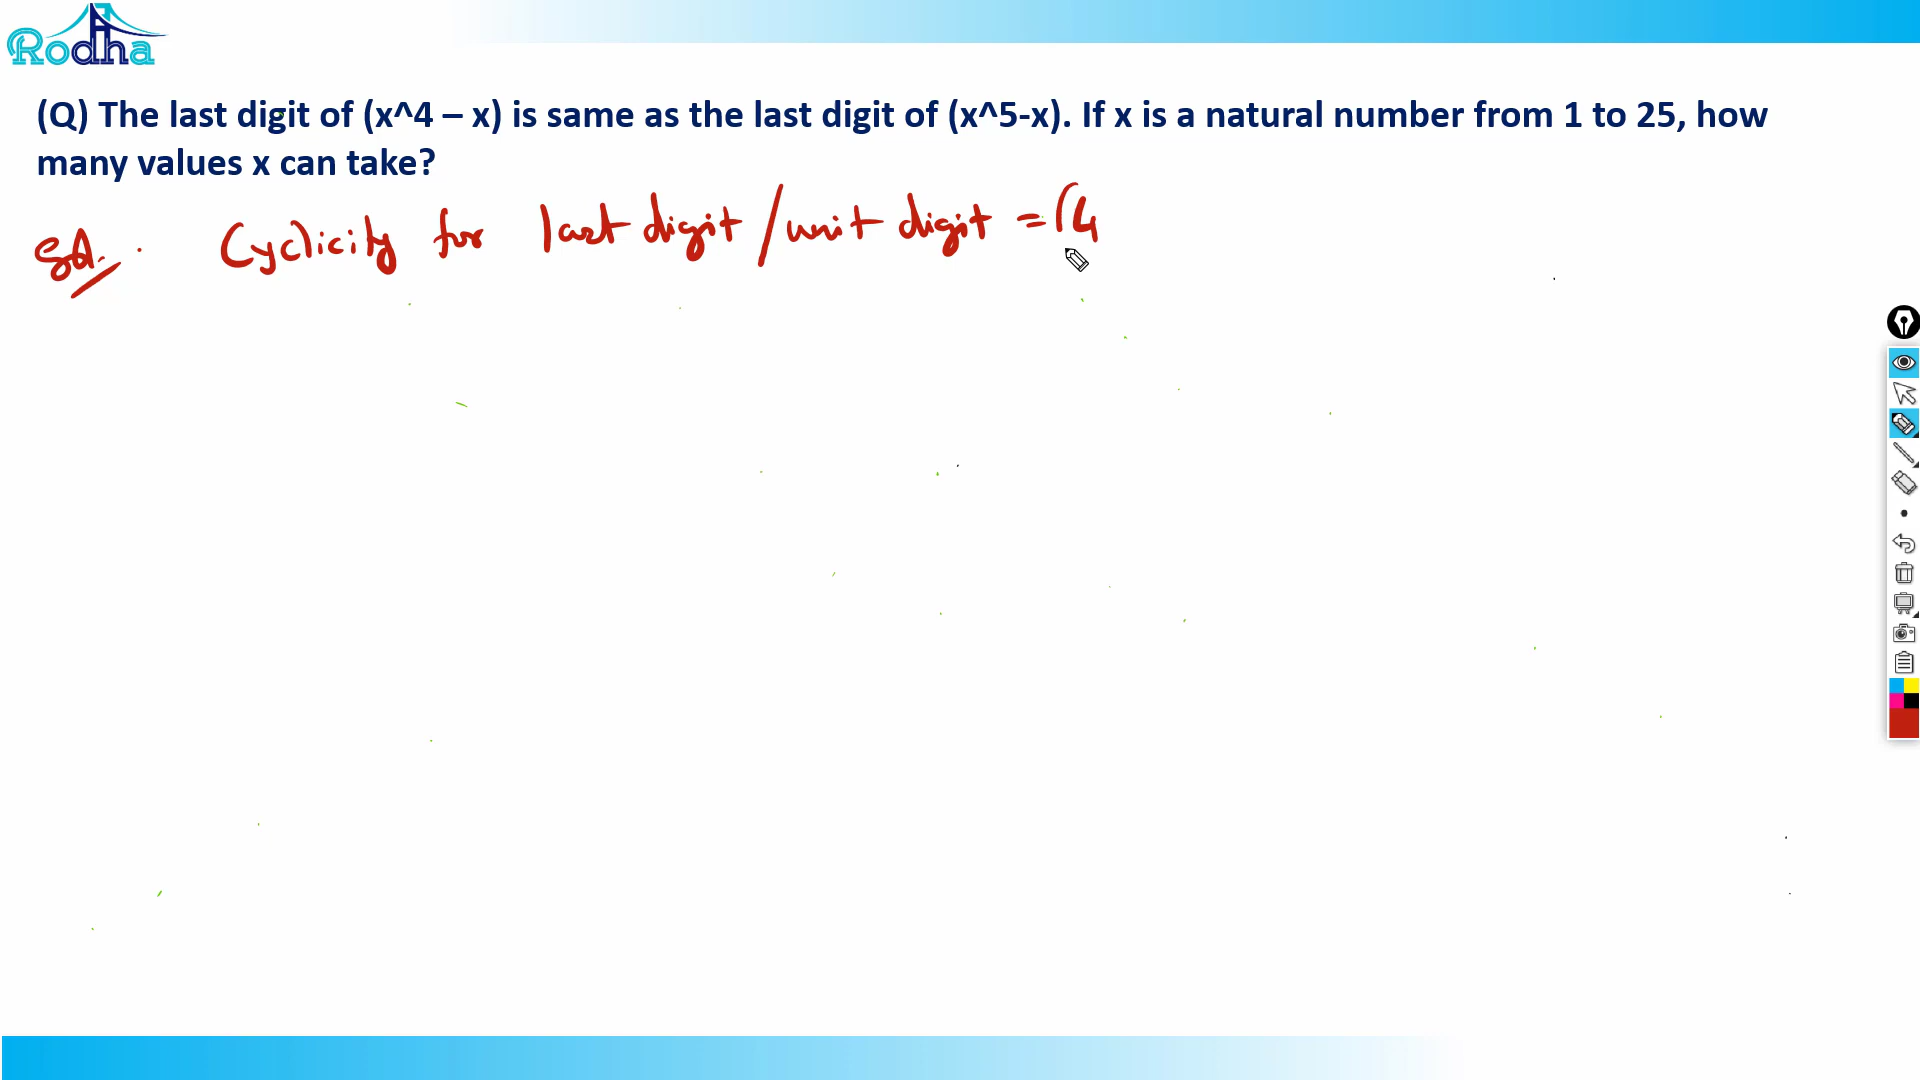 Rodha
(Q) The last digit of (x^4 – x) is same as the last digit of (x^5-x). If x is a natural number from 1 to 25, how
many values x can take?
Sol. Cyclicity for last digit/unit digit = (4